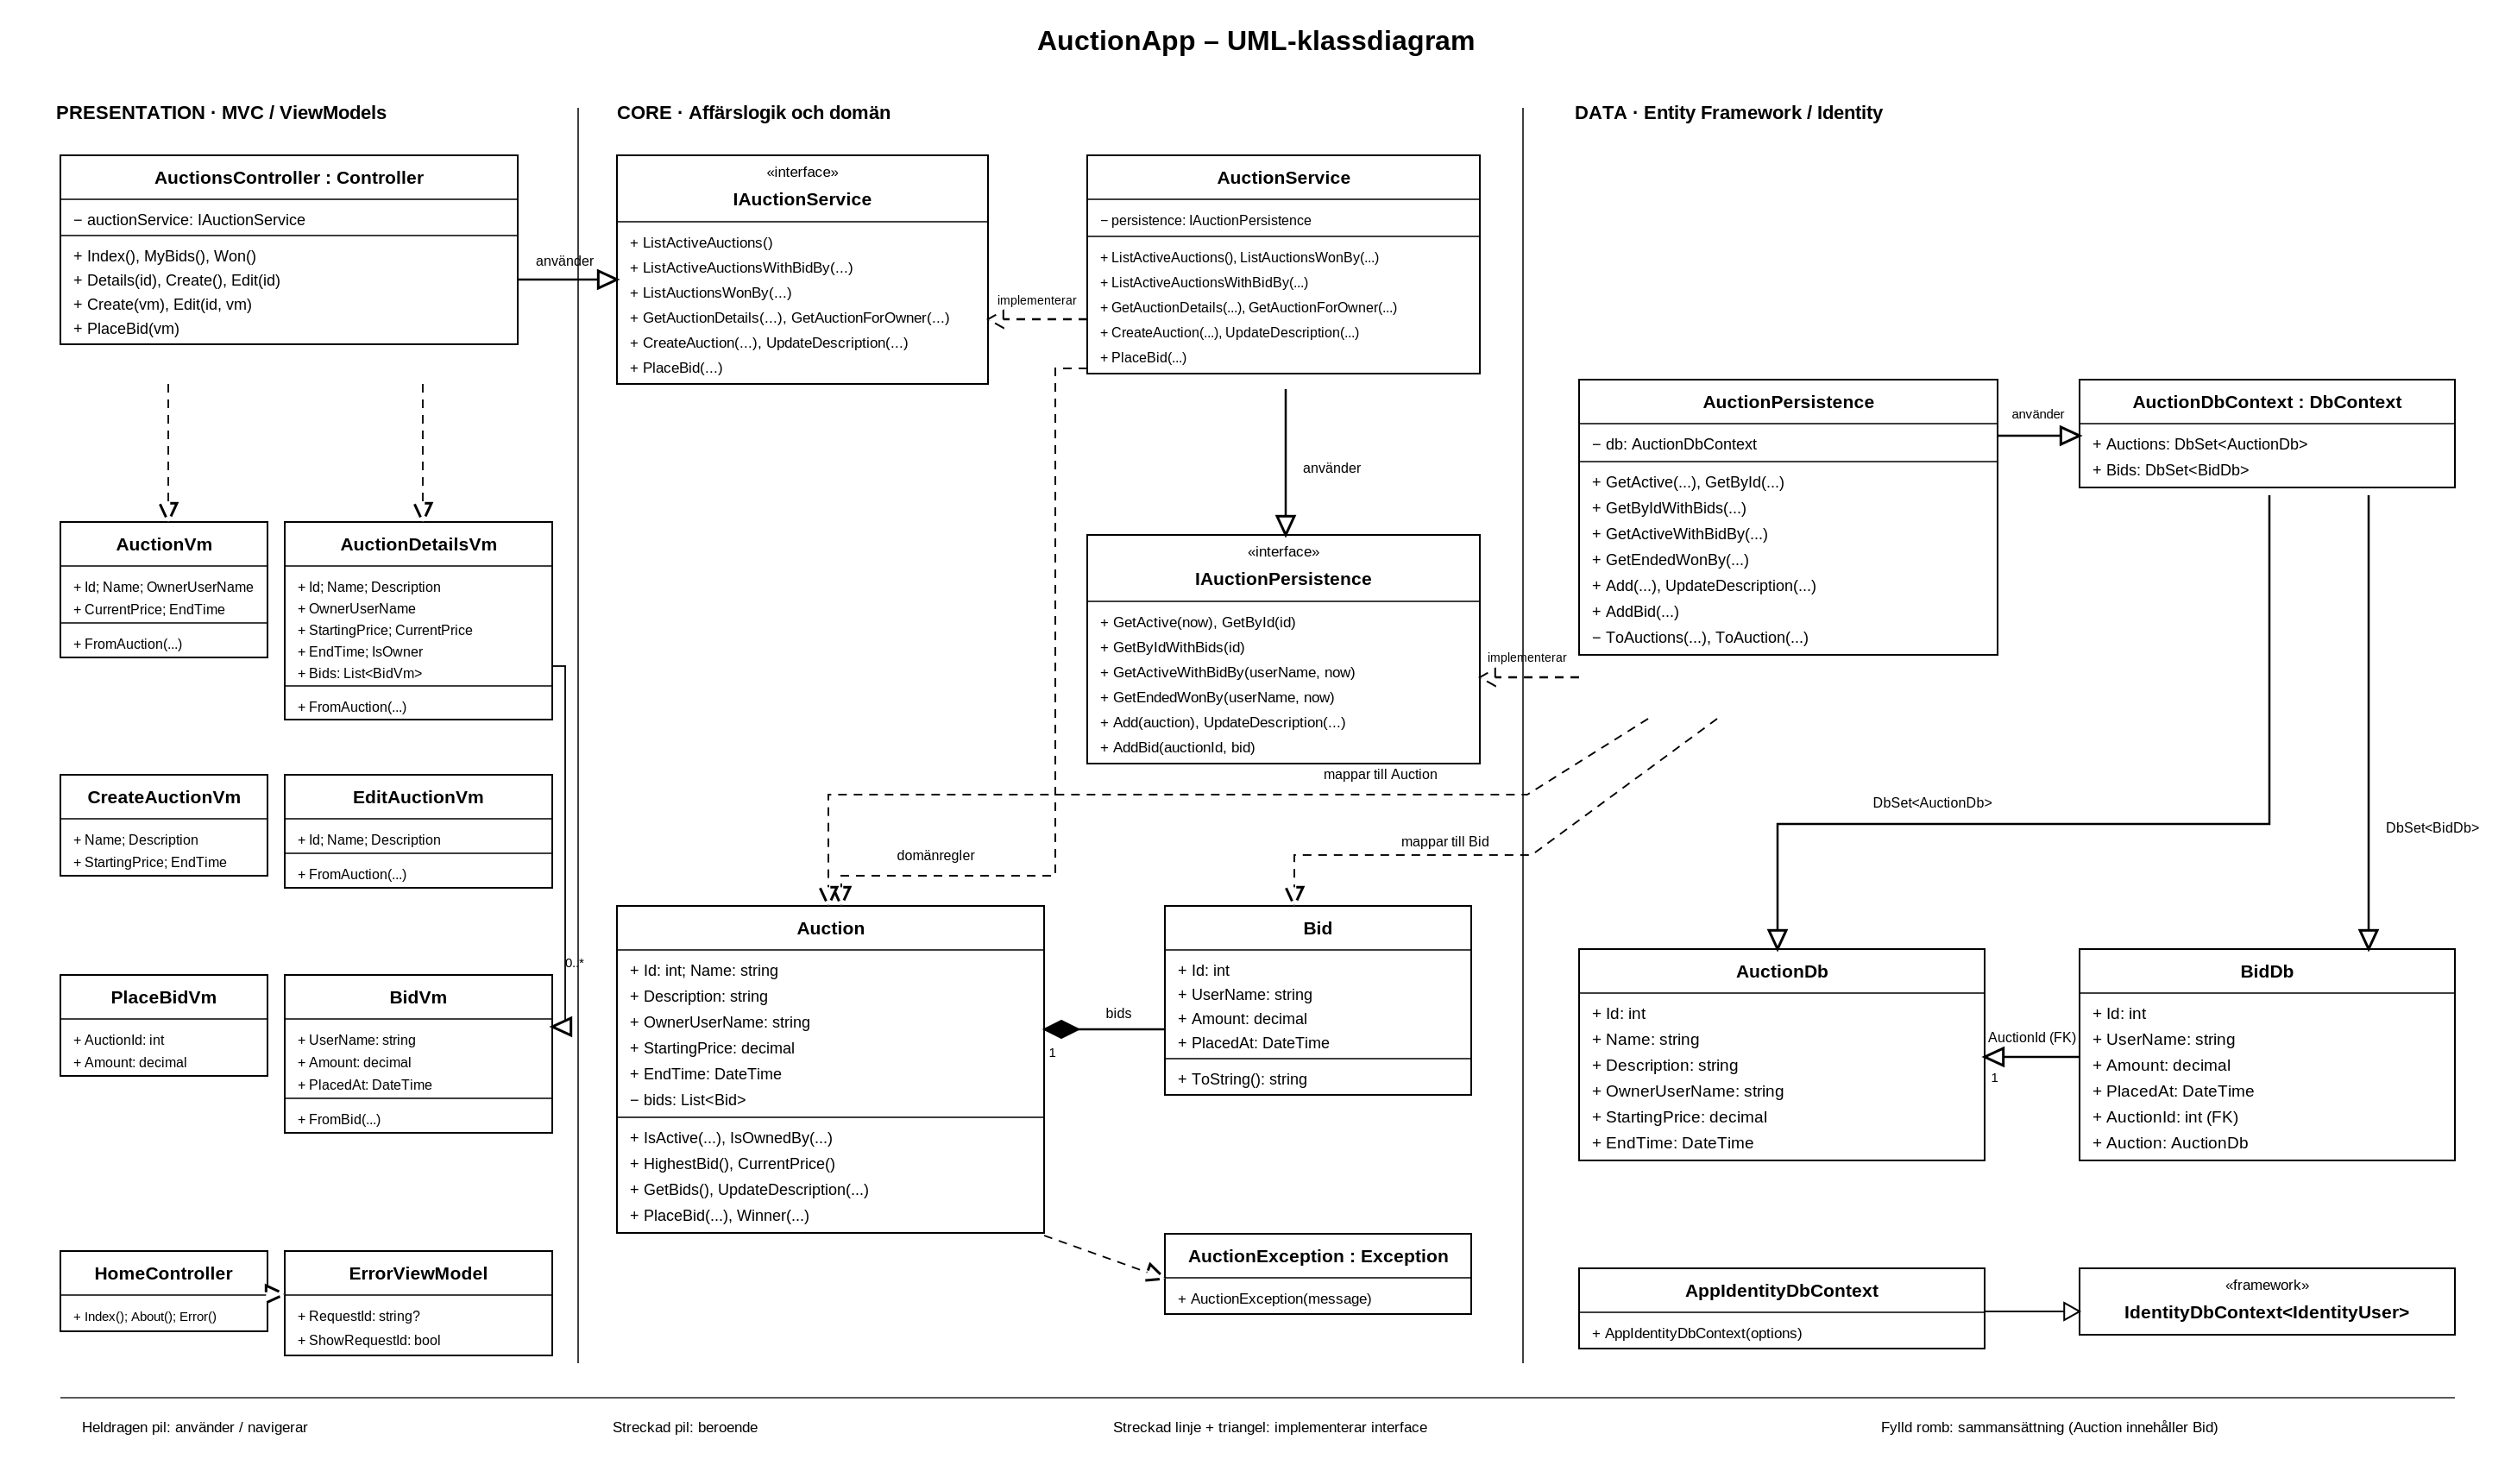 AuctionApp – UML-klassdiagram
PRESENTATION · MVC / ViewModels
AuctionsController : Controller
− auctionService: IAuctionService
+ Index(), MyBids(), Won()
+ Details(id), Create(), Edit(id)
+ Create(vm), Edit(id, vm)
+ PlaceBid(vm)
använder
AuctionVm
+ Id; Name; OwnerUserName
+ CurrentPrice; EndTime
+ FromAuction(...)
AuctionDetailsVm
+ Id; Name; Description
+ OwnerUserName
+ StartingPrice; CurrentPrice
+ EndTime; IsOwner
+ Bids: List<BidVm>
+ FromAuction(...)
CreateAuctionVm
+ Name; Description
+ StartingPrice; EndTime
EditAuctionVm
+ Id; Name; Description
+ FromAuction(...)
0..*
PlaceBidVm
+ AuctionId: int
+ Amount: decimal
BidVm
+ UserName: string
+ Amount: decimal
+ PlacedAt: DateTime
+ FromBid(...)
HomeController
+ Index(); About(); Error()
ErrorViewModel
+ RequestId: string?
+ ShowRequestId: bool
CORE · Affärslogik och domän
«interface»
IAuctionService
+ ListActiveAuctions()
+ ListActiveAuctionsWithBidBy(...)
+ ListAuctionsWonBy(...)
+ GetAuctionDetails(...), GetAuctionForOwner(...)
+ CreateAuction(...), UpdateDescription(...)
+ PlaceBid(...)
implementerar
AuctionService
− persistence: IAuctionPersistence
+ ListActiveAuctions(), ListAuctionsWonBy(...)
+ ListActiveAuctionsWithBidBy(...)
+ GetAuctionDetails(...), GetAuctionForOwner(...)
+ CreateAuction(...), UpdateDescription(...)
+ PlaceBid(...)
använder
«interface»
IAuctionPersistence
+ GetActive(now), GetById(id)
+ GetByIdWithBids(id)
+ GetActiveWithBidBy(userName, now)
+ GetEndedWonBy(userName, now)
+ Add(auction), UpdateDescription(...)
+ AddBid(auctionId, bid)
implementerar
mappar till Auction
mappar till Bid
domänregler
Auction
+ Id: int; Name: string
+ Description: string
+ OwnerUserName: string
+ StartingPrice: decimal
+ EndTime: DateTime
− bids: List<Bid>
+ IsActive(...), IsOwnedBy(...)
+ HighestBid(), CurrentPrice()
+ GetBids(), UpdateDescription(...)
+ PlaceBid(...), Winner(...)
bids
1
Bid
+ Id: int
+ UserName: string
+ Amount: decimal
+ PlacedAt: DateTime
+ ToString(): string
AuctionException : Exception
+ AuctionException(message)
DATA · Entity Framework / Identity
AuctionPersistence
− db: AuctionDbContext
+ GetActive(...), GetById(...)
+ GetByIdWithBids(...)
+ GetActiveWithBidBy(...)
+ GetEndedWonBy(...)
+ Add(...), UpdateDescription(...)
+ AddBid(...)
− ToAuctions(...), ToAuction(...)
använder
AuctionDbContext : DbContext
+ Auctions: DbSet<AuctionDb>
+ Bids: DbSet<BidDb>
DbSet<AuctionDb>
DbSet<BidDb>
AuctionDb
+ Id: int
+ Name: string
+ Description: string
+ OwnerUserName: string
+ StartingPrice: decimal
+ EndTime: DateTime
AuctionId (FK)
1
BidDb
+ Id: int
+ UserName: string
+ Amount: decimal
+ PlacedAt: DateTime
+ AuctionId: int (FK)
+ Auction: AuctionDb
AppIdentityDbContext
+ AppIdentityDbContext(options)
«framework»
IdentityDbContext<IdentityUser>
Heldragen pil: använder / navigerar
Streckad pil: beroende
Streckad linje + triangel: implementerar interface
Fylld romb: sammansättning (Auction innehåller Bid)